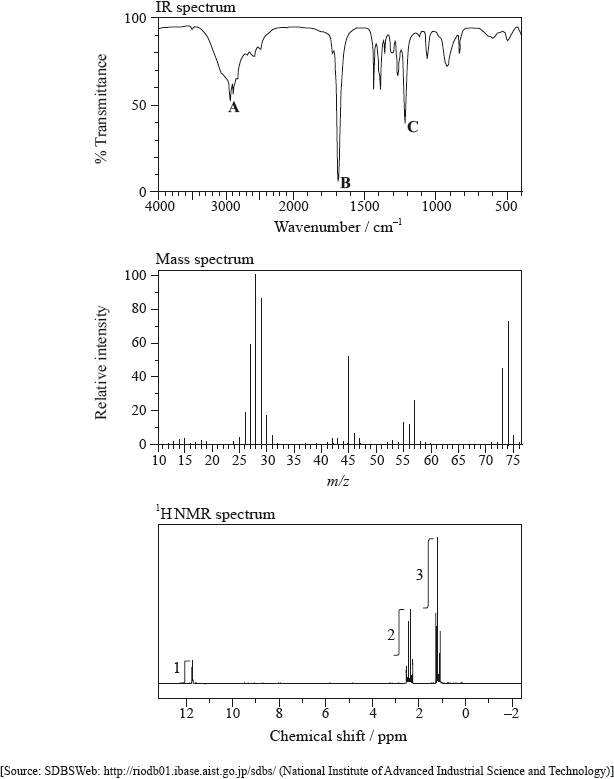 IR spectrum
100
50
0
% Transmittance
A
B
C
4000 3000 2000 1500 1000 500
Wavenumber / cm–1
Mass spectrum
100
80
60
40
20
0
Relative intensity
10 15 20 25 30 35 40 45 50 55 60 65 70 75
m/z
1H NMR spectrum
1
2
3
12 10 8 6 4 2 0 –2
Chemical shift / ppm
[Source: SDBSWeb: http://riodb01.ibase.aist.go.jp/sdbs/ (National Institute of Advanced Industrial Science and Technology)]